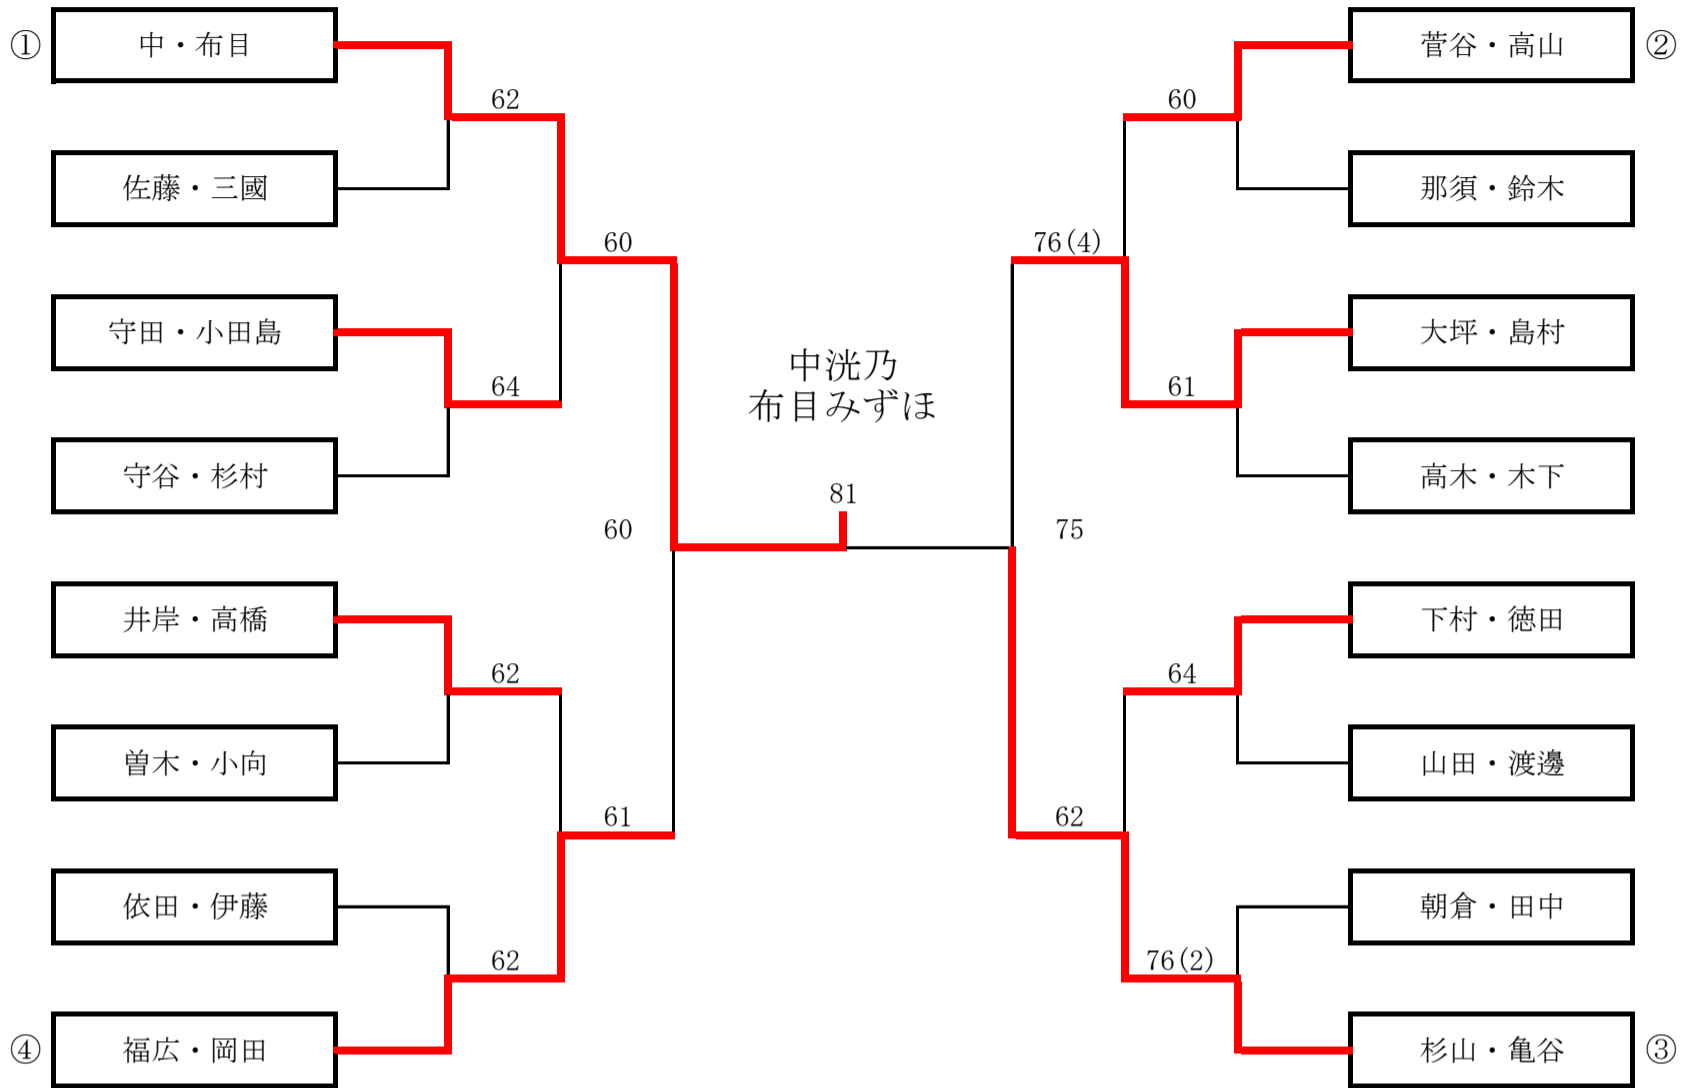 ① 中・布目
菅谷・高山 ②
62
60
佐藤・三國
那須・鈴木
60
76(4)
守田・小田島
大坪・島村
中洸乃
布目みずほ
64
61
守谷・杉村
高木・木下
81
60
75
井岸・高橋
下村・徳田
62
64
曽木・小向
山田・渡邊
61
62
依田・伊藤
朝倉・田中
62
76(2)
④ 福広・岡田
杉山・亀谷 ③